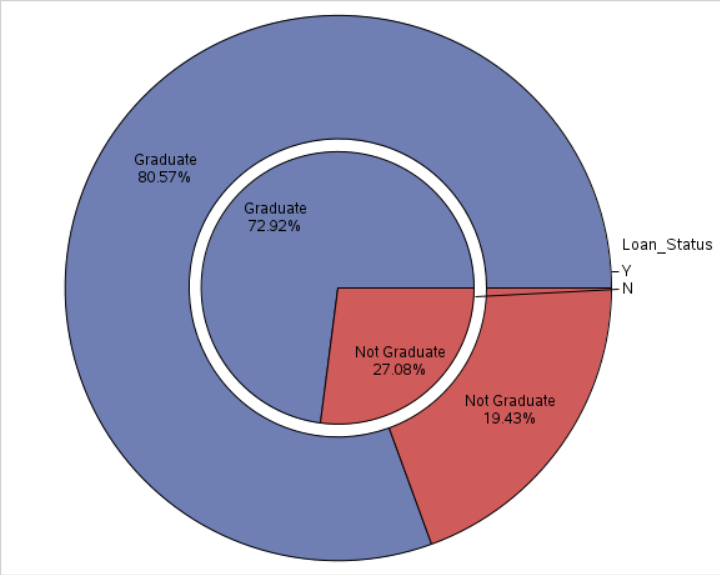 Graduate
80.57%
Graduate
72.92%
Loan_Status
Y
N
Not Graduate
27.08%
Not Graduate
19.43%